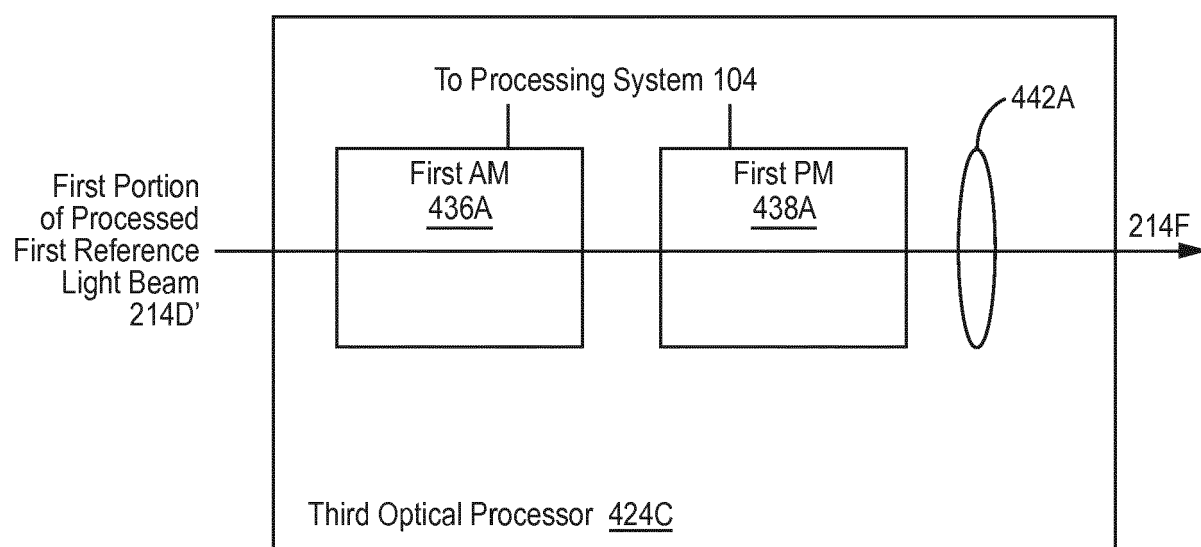 To Processing System 104
442A
First AM
436A
First PM
438A
First Portion
of Processed
First Reference
Light Beam
214D’
214F
Third Optical Processor 424C